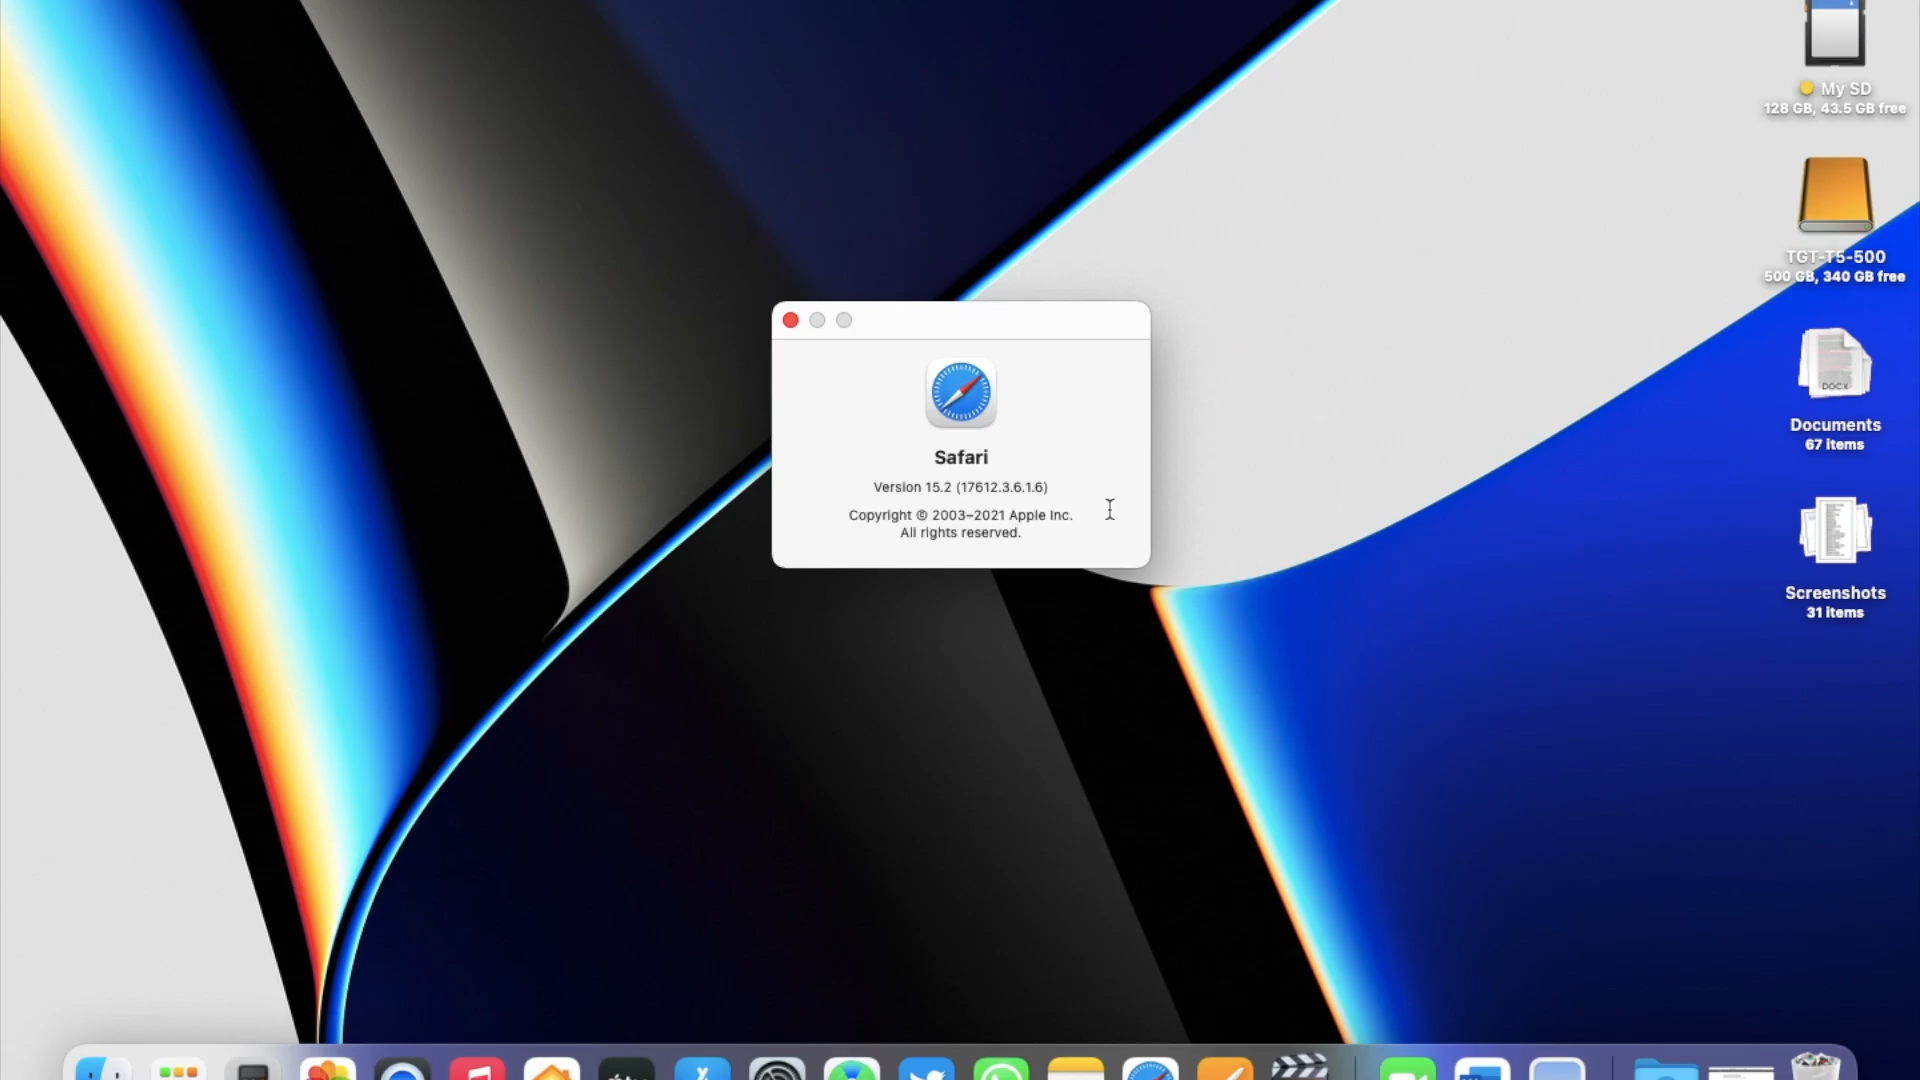 My SD
128 GB, 43.5 GB free
TGT-T5-500
500 GB, 340 GB free
DOCX
Documents
67 items
Screenshots
31 items
Safari
Version 15.2 (17612.3.6.1.6)
Copyright © 2003–2021 Apple Inc.
All rights reserved.